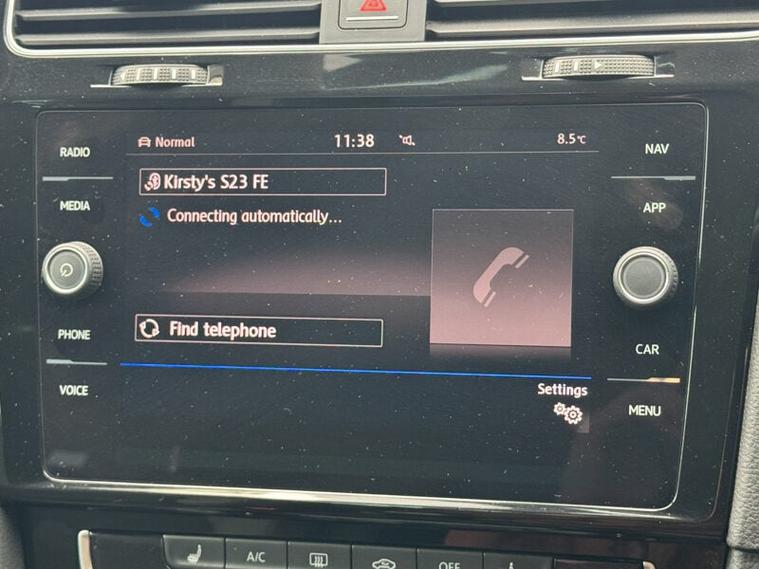 RADIO
MEDIA
PHONE
VOICE
Normal
11:38
8.5°C
Kirsty's S23 FE
Connecting automatically...
Find telephone
Settings
NAV
APP
CAR
MENU
A/C
OFF